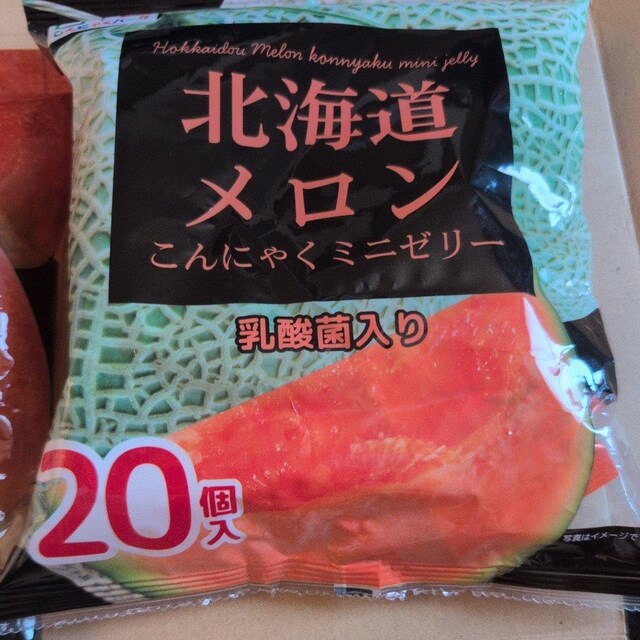 Hokkaidou Melon konnyaku mini jelly
北海道
メロン
こんにゃくミニゼリー
乳酸菌入り
20個入
写真はイメージで